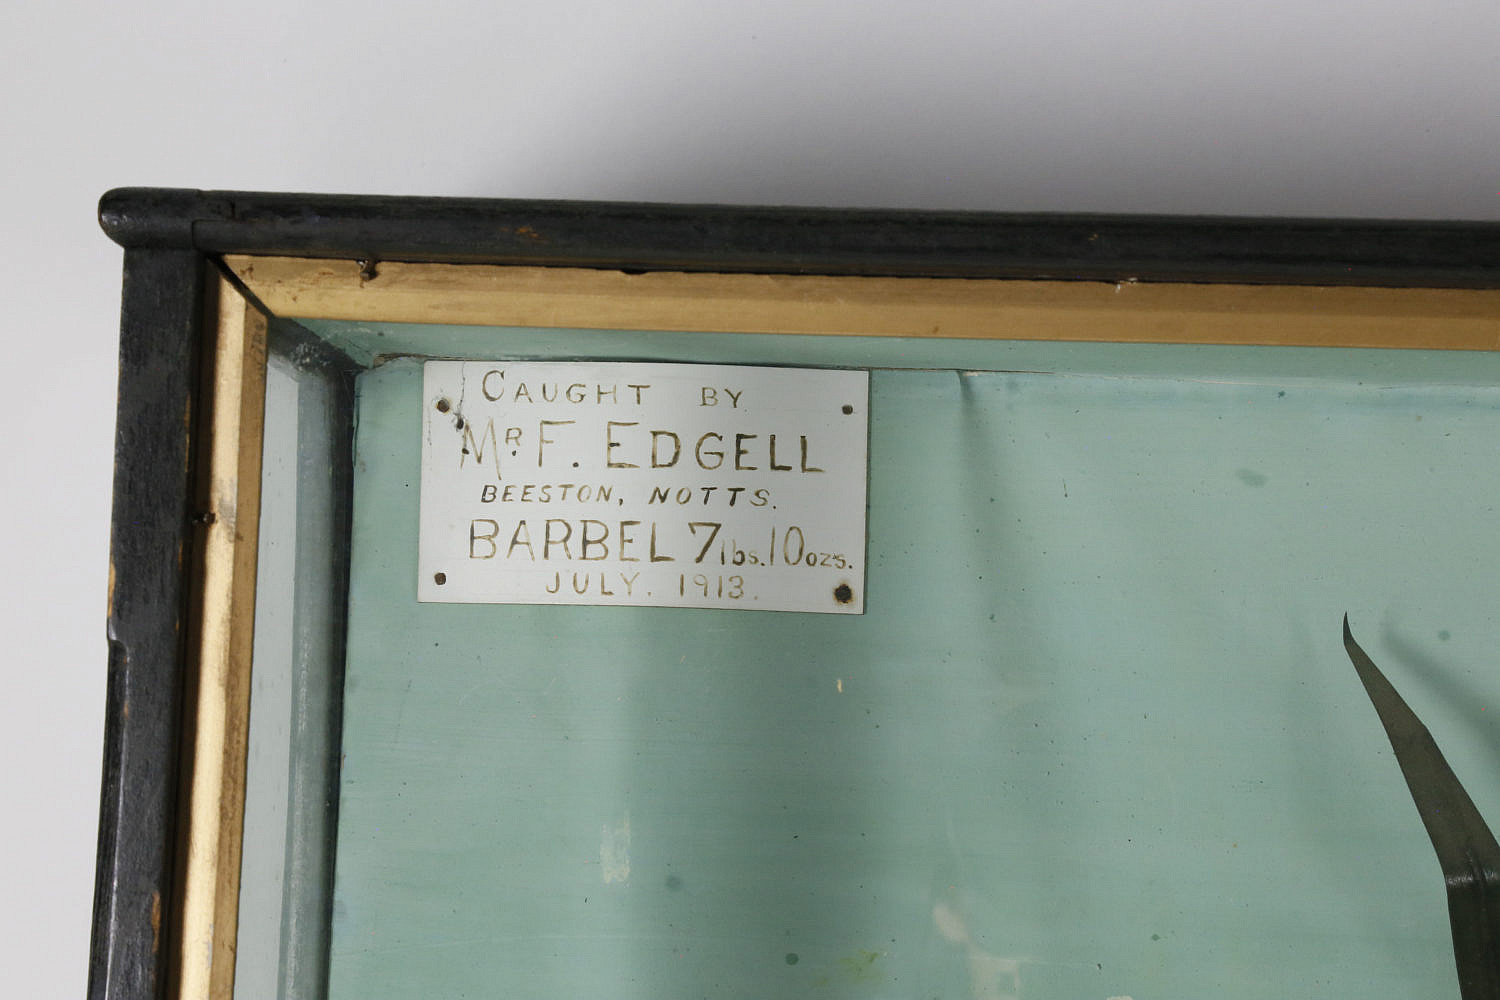 CAUGHT BY
MR. F. EDGELL
BEESTON, NOTTS.
BARBEL 7lbs. 10ozs.
JULY. 1913.